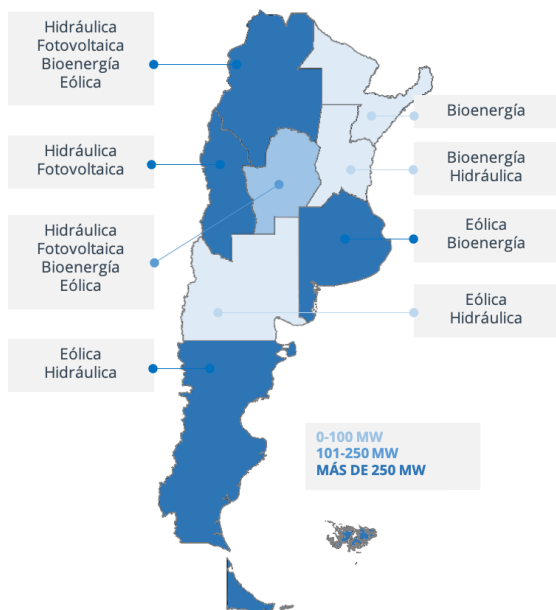 Hidráulica
Fotovoltaica
Bioenergía
Eólica
Hidráulica
Fotovoltaica
Hidráulica
Fotovoltaica
Bioenergía
Eólica
Eólica
Hidráulica
Bioenergía
Bioenergía
Hidráulica
Eólica
Bioenergía
Eólica
Hidráulica
0-100 MW
101-250 MW
MÁS DE 250 MW